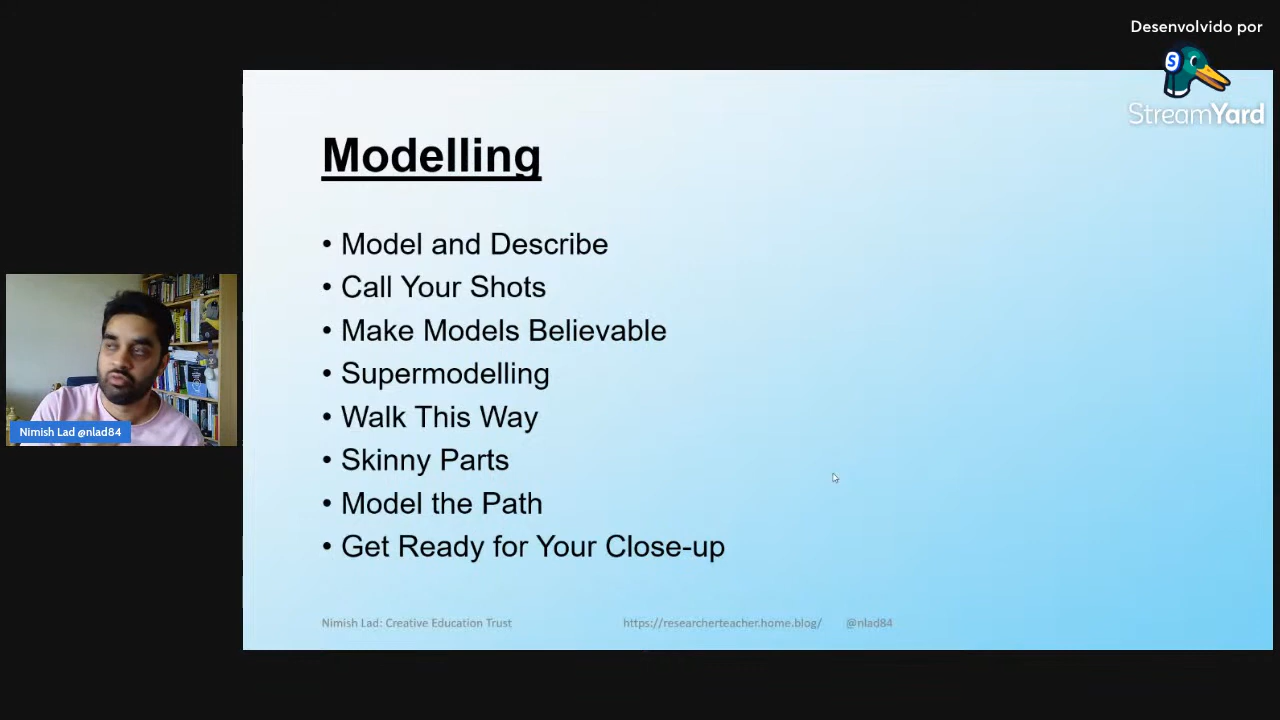 Desenvolvido por
StreamYard
Modelling
• Model and Describe
• Call Your Shots
• Make Models Believable
• Supermodelling
• Walk This Way
• Skinny Parts
• Model the Path
• Get Ready for Your Close-up
Nimish Lad @nlad84
Nimish Lad: Creative Education Trust https://researcherteacher.home.blog/ @nlad84